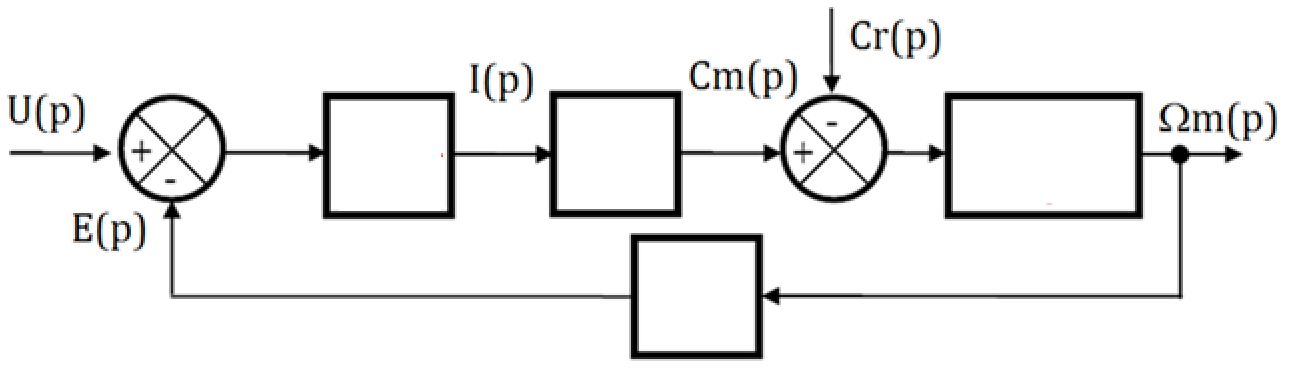 U(p)
+
-
E(p)
I(p)
Cm(p)
Cr(p)
-
+
Ωm(p)